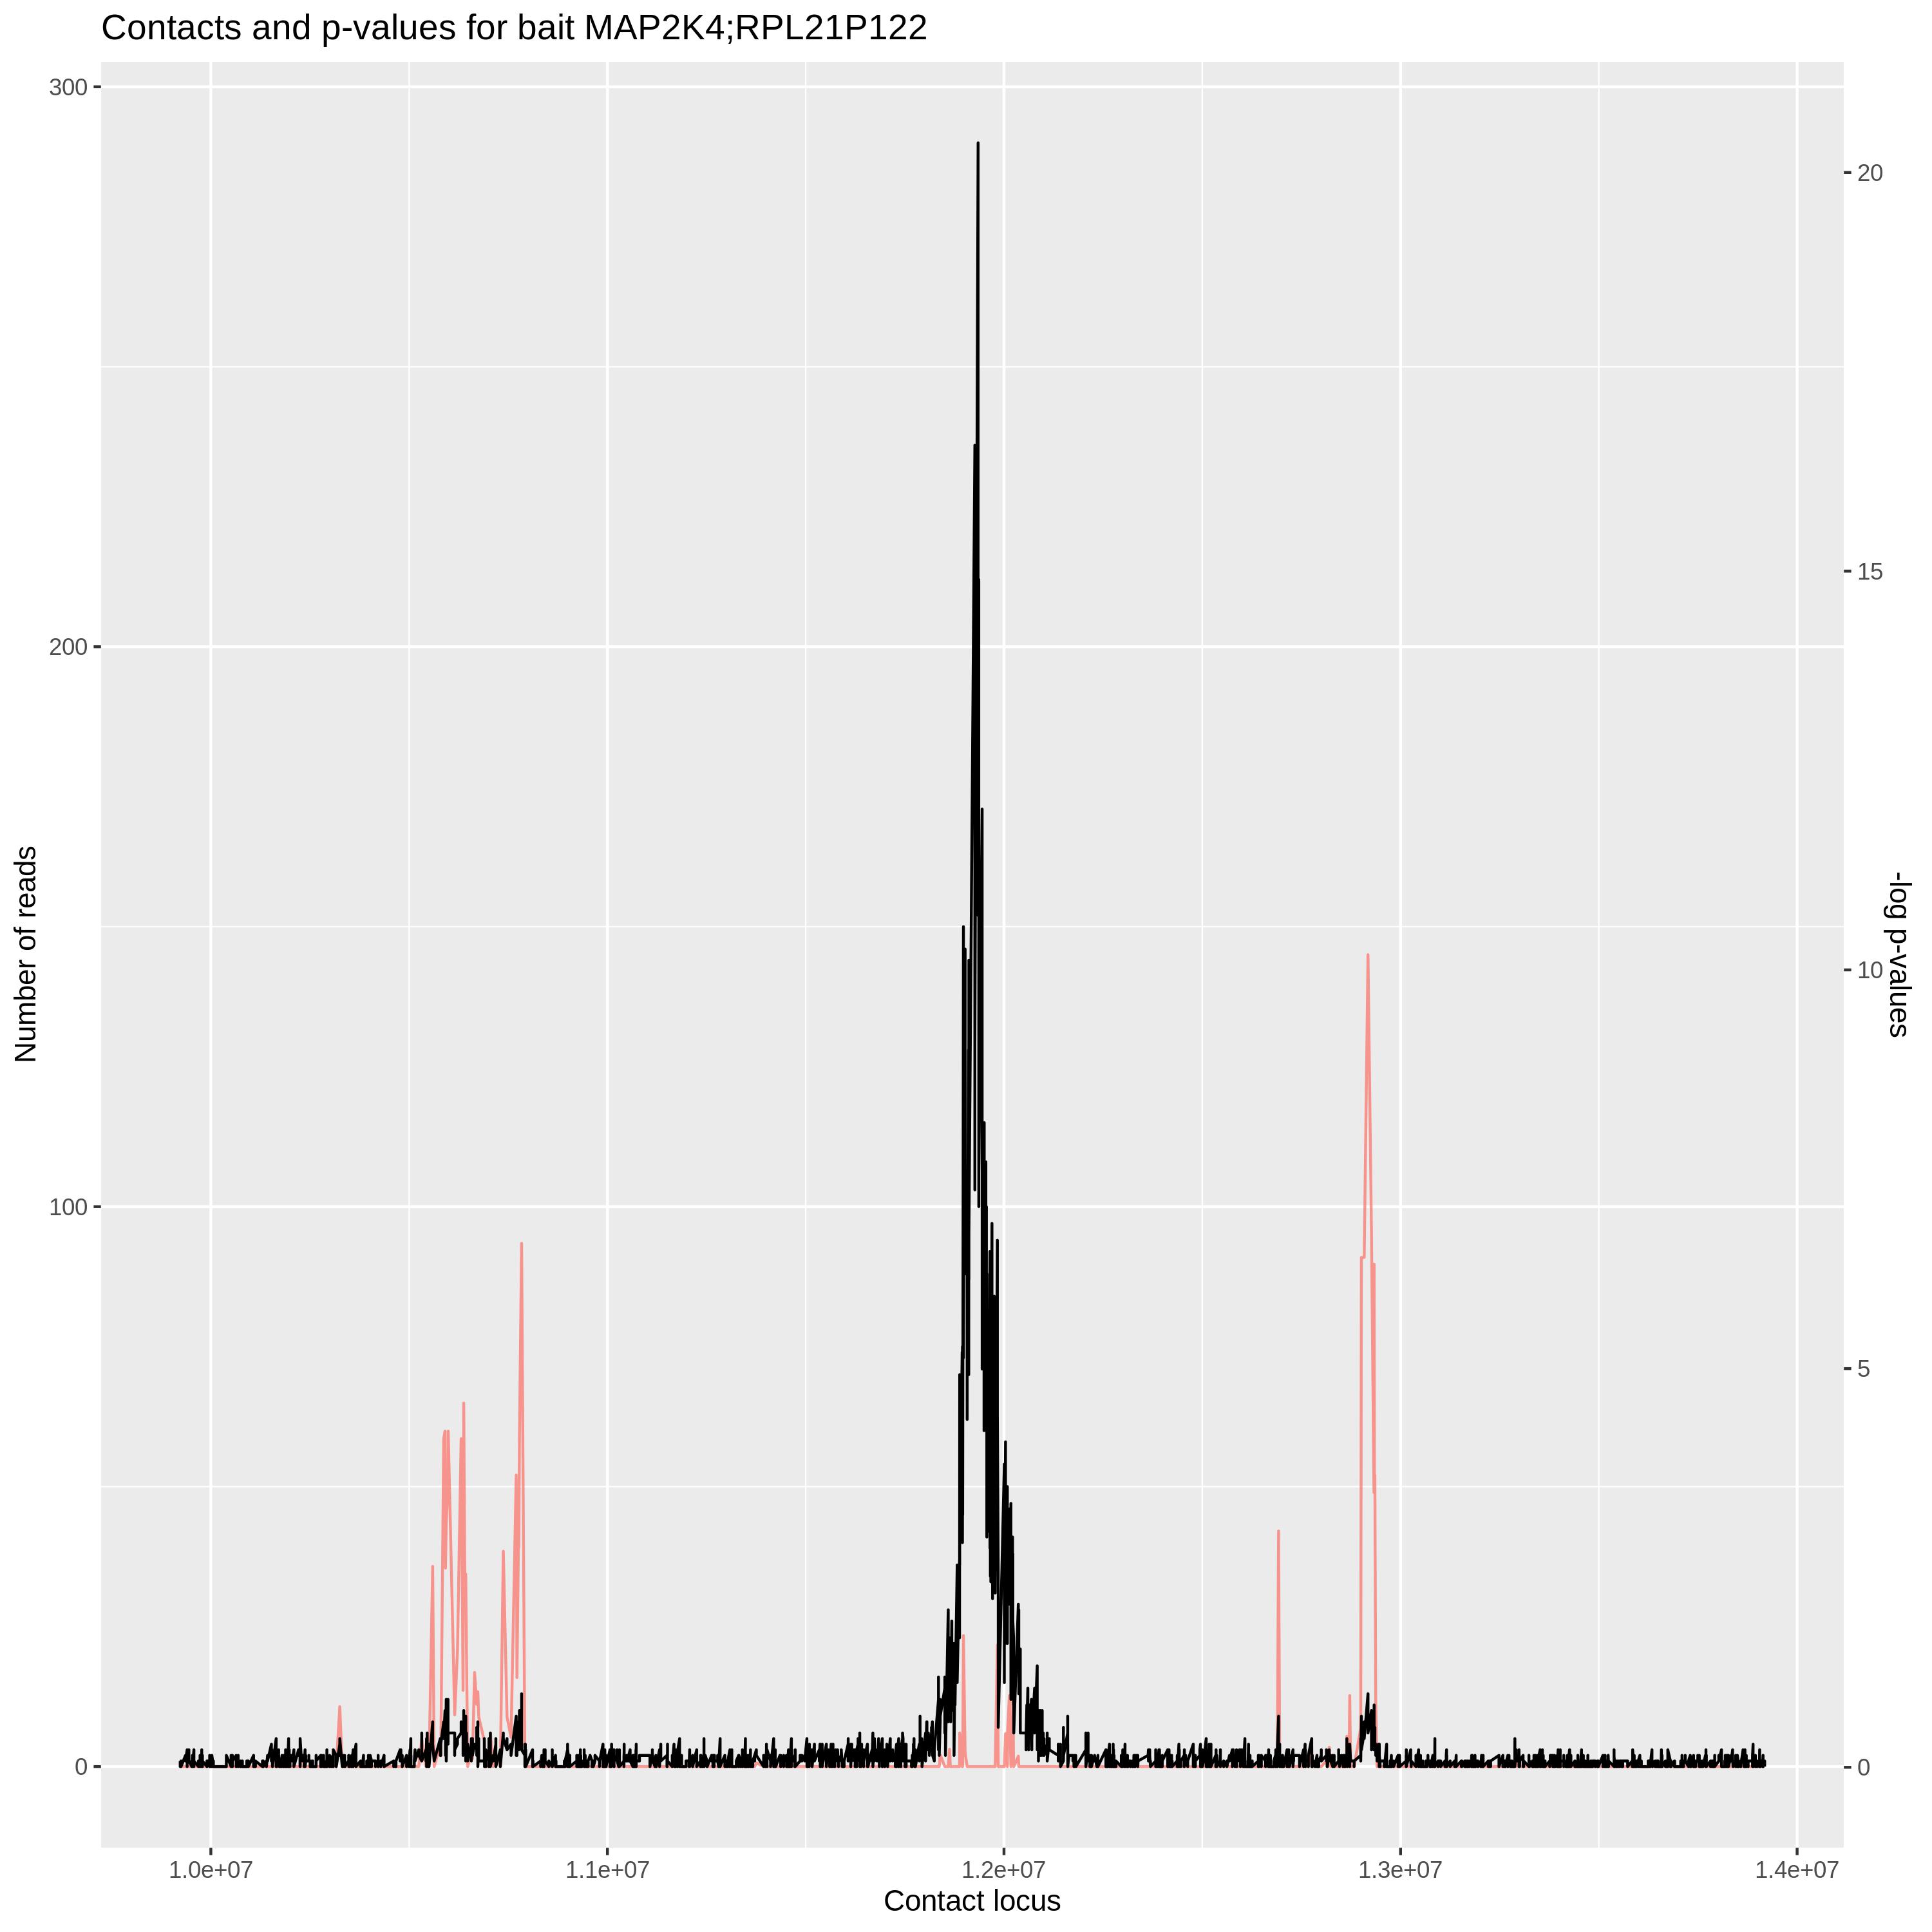 Contacts and p-values for bait MAP2K4;RPL21P122
300
200
100
0
Number of reads
20
15
10
5
0
-log p-values
1.0e+07
1.1e+07
1.2e+07
1.3e+07
1.4e+07
Contact locus